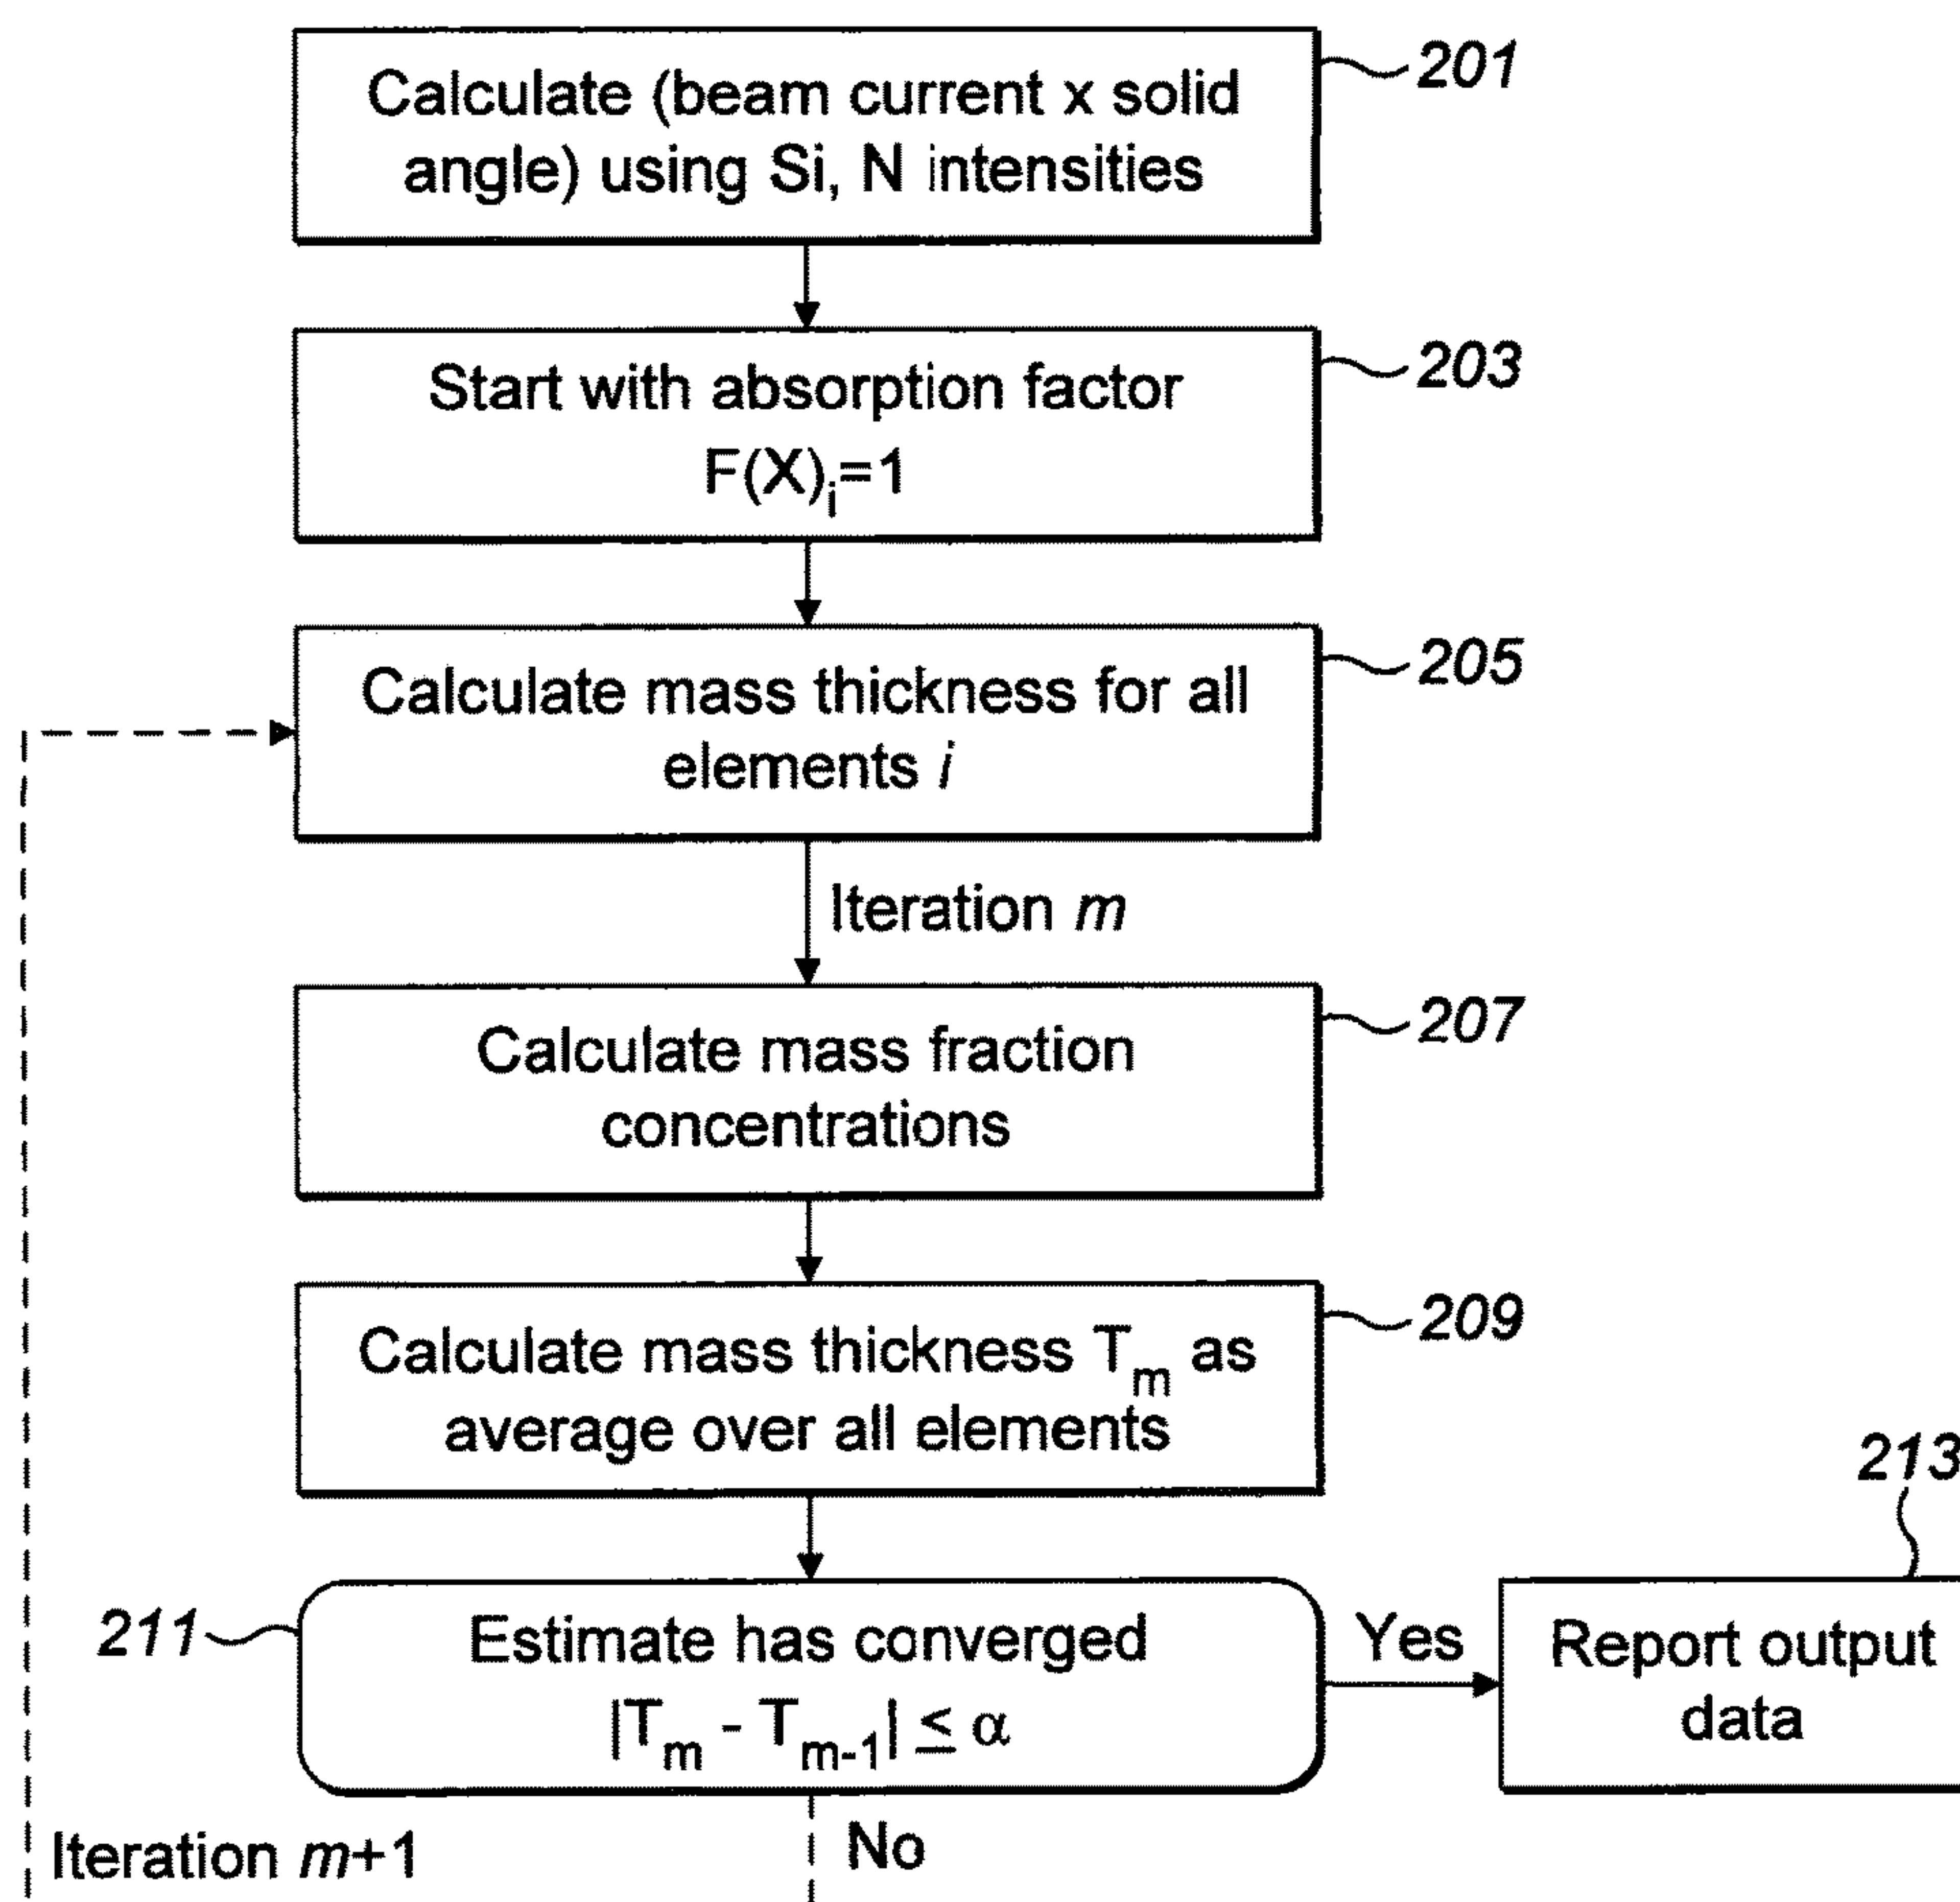 Calculate (beam current x solid
angle) using Si, N intensities
201
Start with absorption factor
F(X)i=1
203
Calculate mass thickness for all
elements i
205
Iteration m
Calculate mass fraction
concentrations
207
Calculate mass thickness Tm as
average over all elements
209
211
Estimate has converged
|Tm - Tm-1| ≤ α
Yes
213
Report output
data
Iteration m+1
No